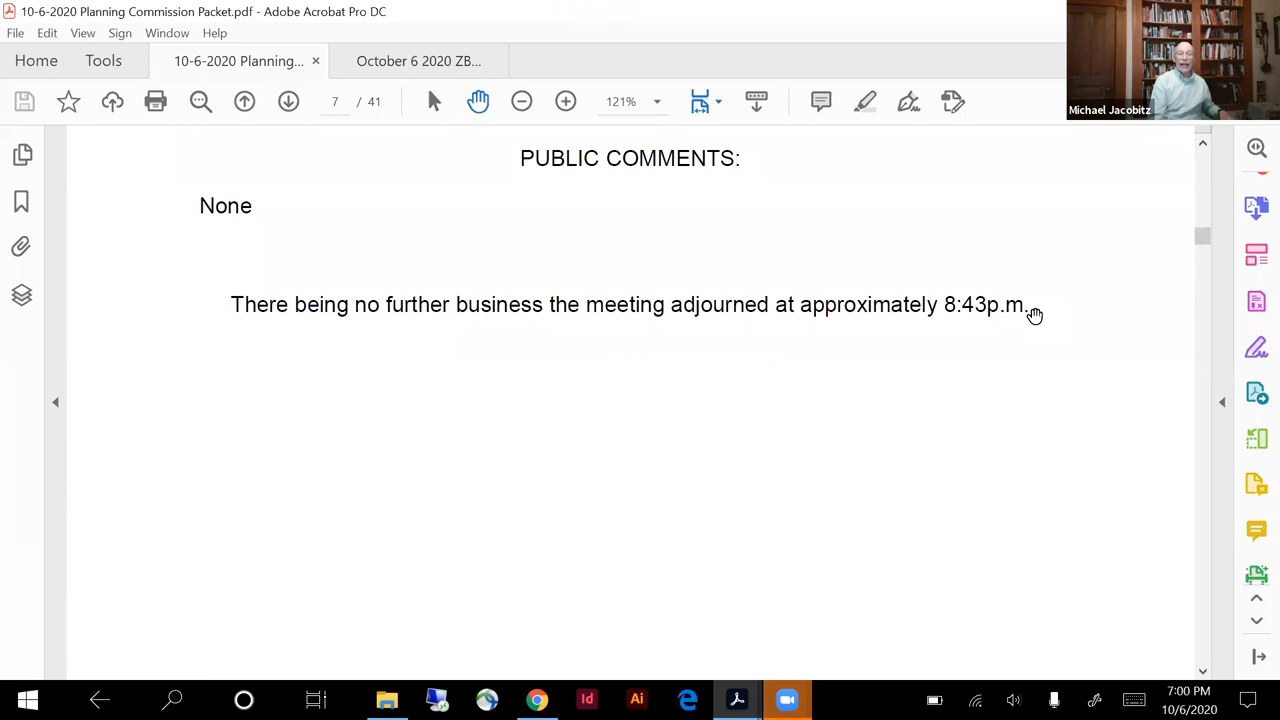 10-6-2020 Planning Commission Packet.pdf - Adobe Acrobat Pro DC
File Edit View Sign Window Help
Home Tools 10-6-2020 Planning... × October 6 2020 ZB...
7 / 41 121%
Michael Jacobitz
PUBLIC COMMENTS:
None
There being no further business the meeting adjourned at approximately 8:43p.m.
Id Ai
7:00 PM
10/6/2020